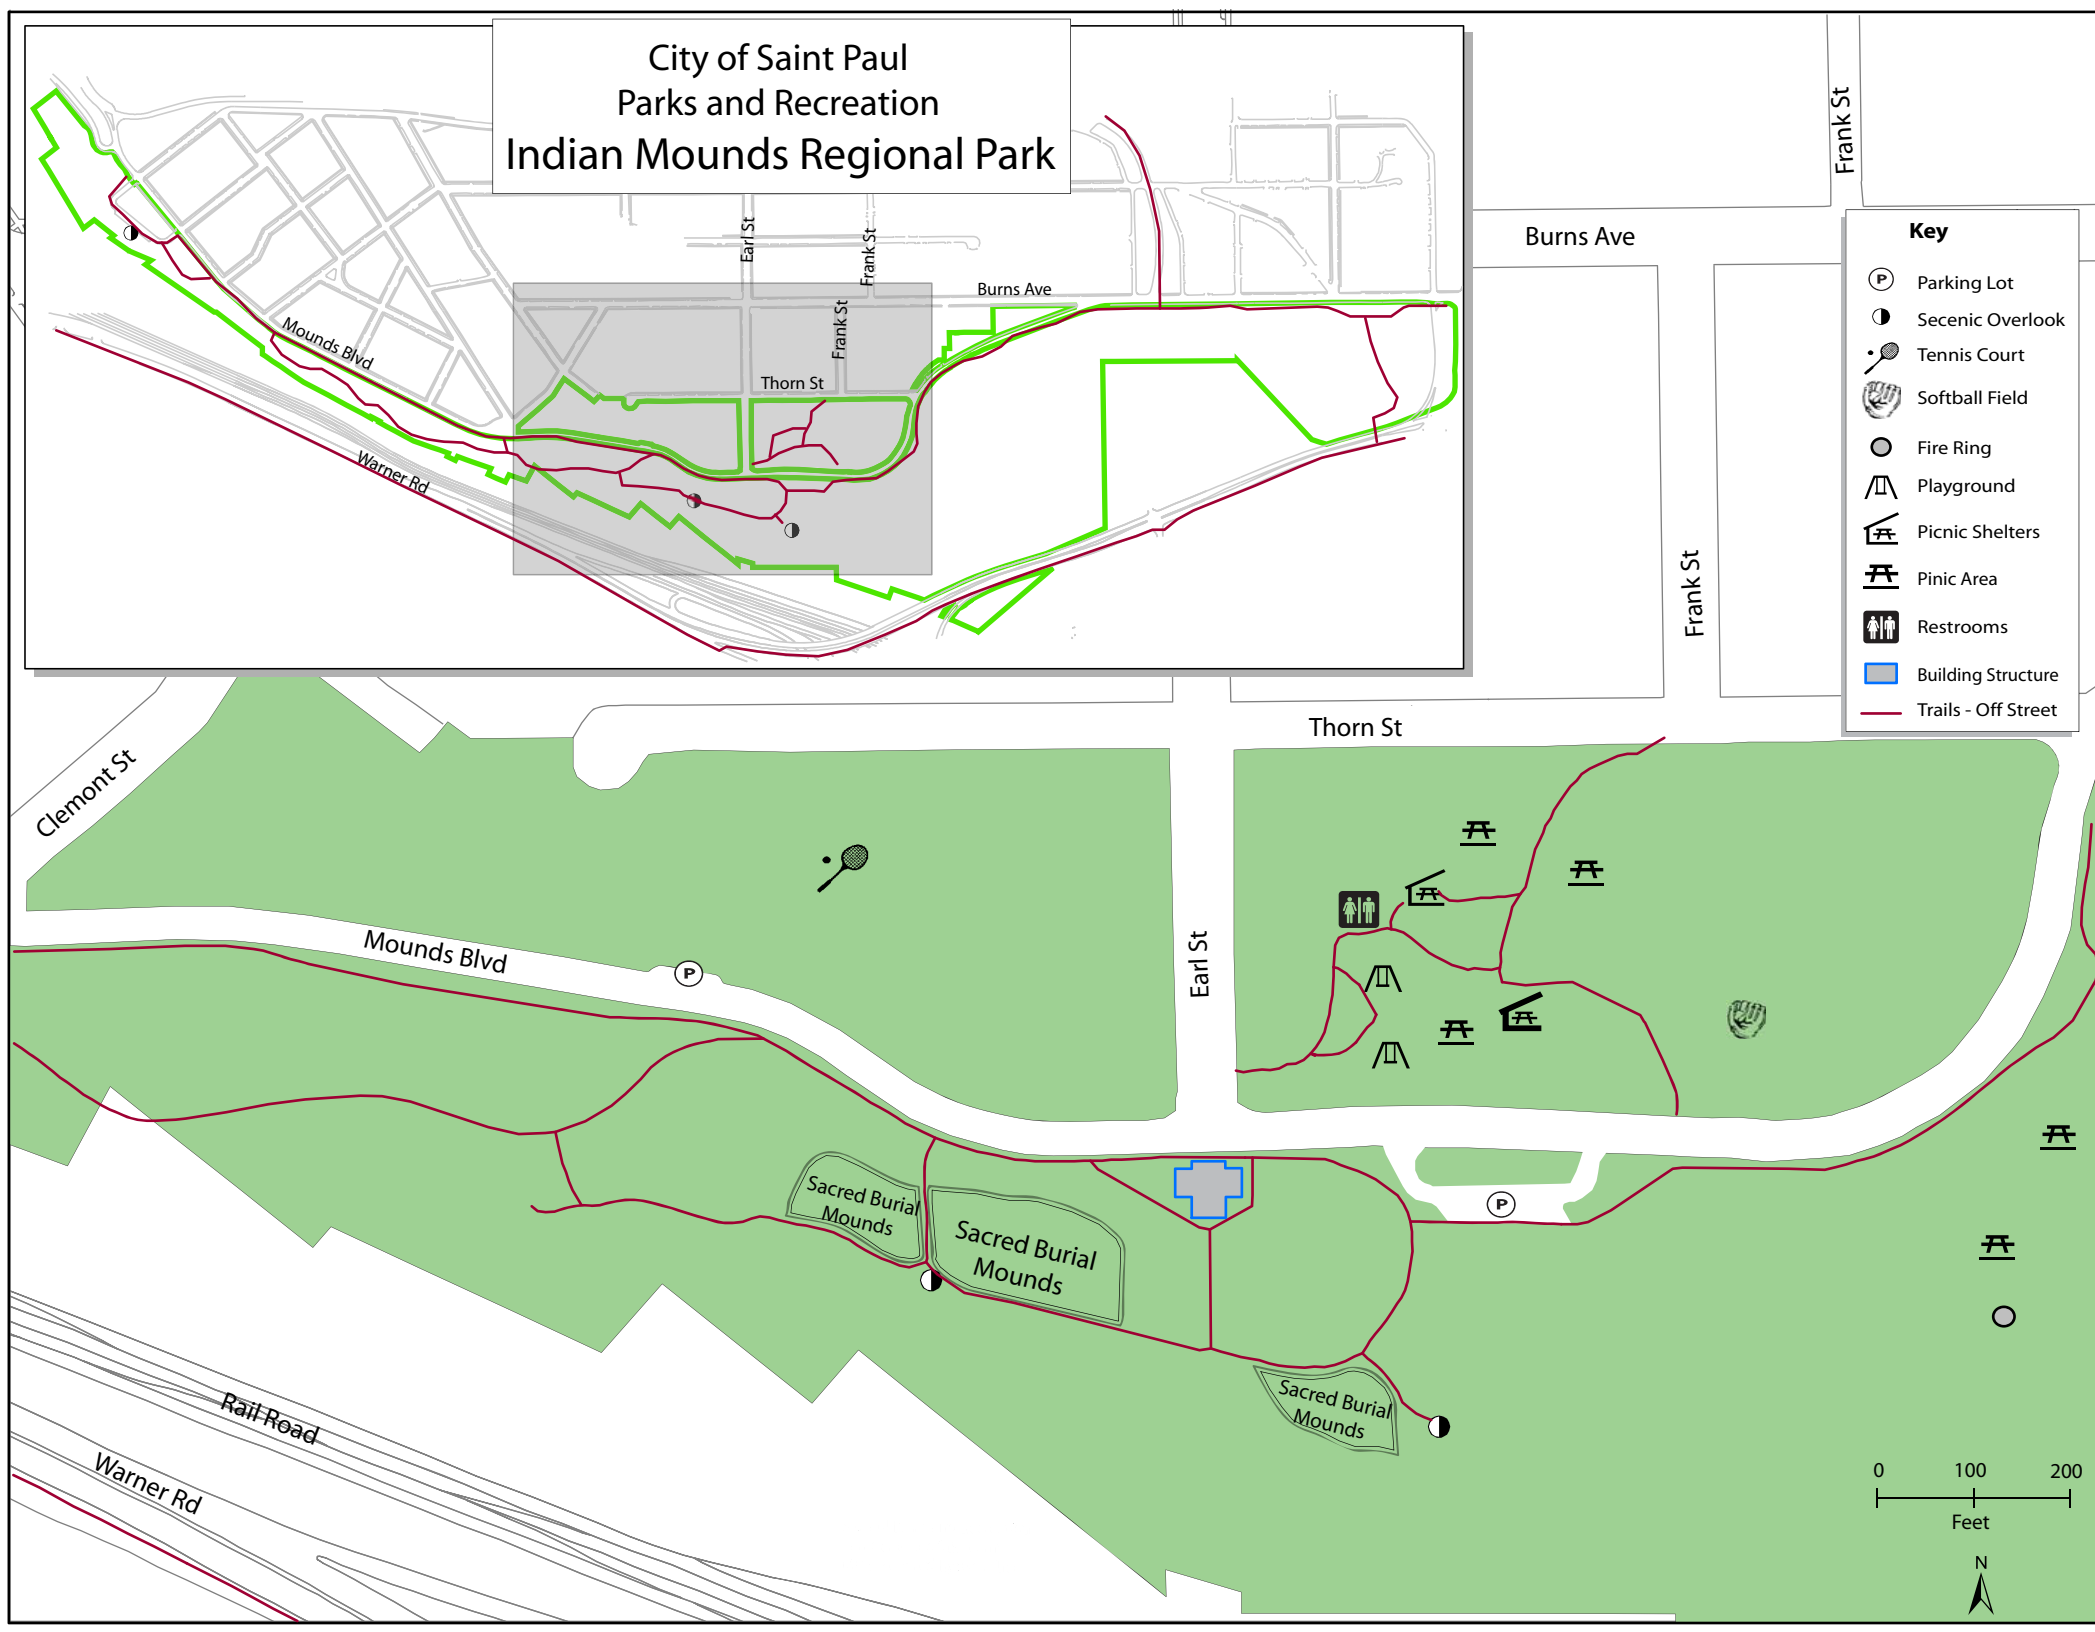 City of Saint Paul
Parks and Recreation
Indian Mounds Regional Park
Earl St
Frank St
Burns Ave
Frank St
Thorn St
Mounds Blvd
Warner Rd
Frank St
Burns Ave
Frank St
Key
P Parking Lot
Secenic Overlook
Tennis Court
Softball Field
Fire Ring
Playground
Picnic Shelters
Pinic Area
Restrooms
Building Structure
Trails - Off Street
Thorn St
Clemont St
Mounds Blvd
P
Earl St
Sacred Burial
Mounds
Sacred Burial
Mounds
P
Sacred Burial
Mounds
Rail Road
Warner Rd
0 100 200
Feet
N